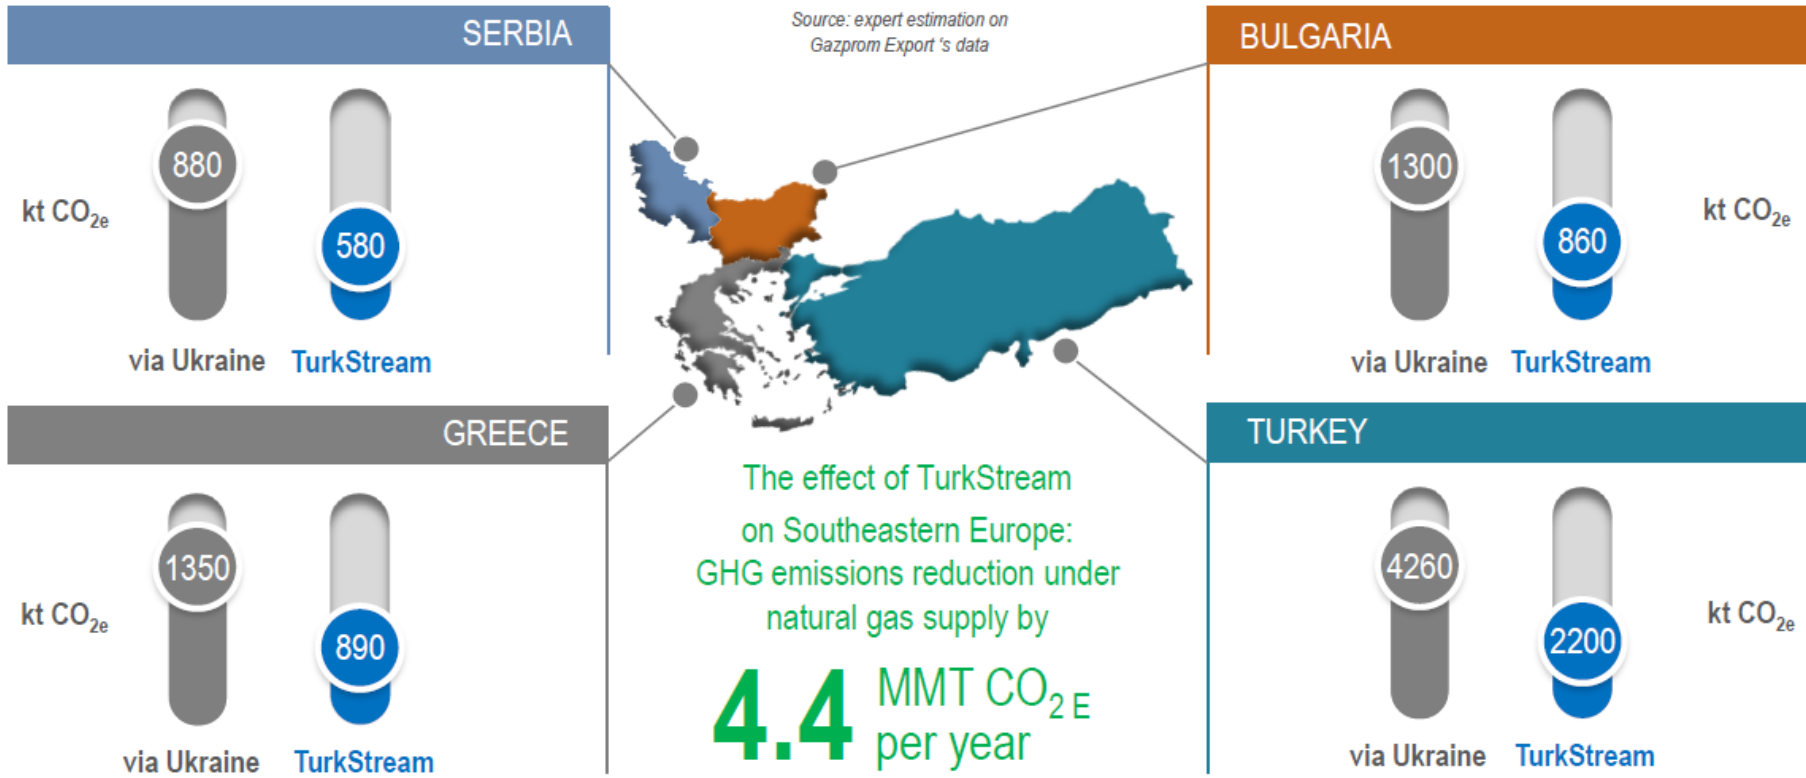 SERBIA
880
580
kt CO2e
via Ukraine
TurkStream
Source: expert estimation on
Gazprom Export 's data
BULGARIA
1300
860
kt CO2e
via Ukraine
TurkStream
GREECE
1350
890
kt CO2e
via Ukraine
TurkStream
The effect of TurkStream
on Southeastern Europe:
GHG emissions reduction under
natural gas supply by
4.4 MMT CO2 E
per year
TURKEY
4260
2200
kt CO2e
via Ukraine
TurkStream